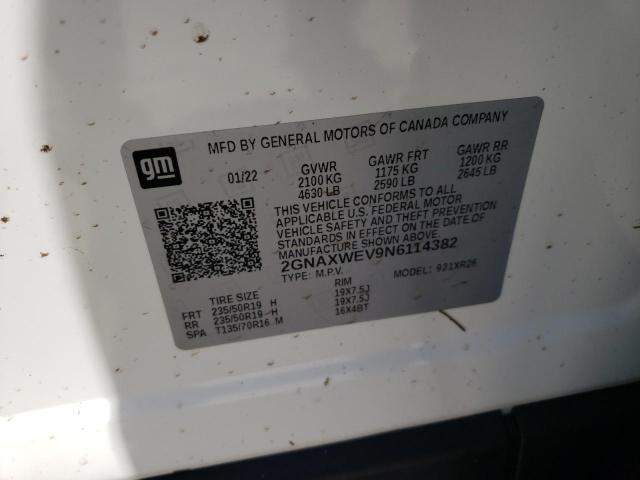 MFD BY GENERAL MOTORS OF CANADA COMPANY
gm
01/22 GVWR GAWR FRT GAWR RR
2100 KG 1175 KG 1200 KG
4630 LB 2590 LB 2645 LB
THIS VEHICLE CONFORMS TO ALL
APPLICABLE U.S. FEDERAL MOTOR
VEHICLE SAFETY AND THEFT PREVENTION
STANDARDS IN EFFECT ON THE DATE OF
MANUFACTURE SHOWN ABOVE.
2GNAXWEV9N6114382
TYPE: M.P.V. MODEL: 921XR26
TIRE SIZE RIM
FRT 235/50R19 H 19X7.5J
RR 235/50R19 H 19X7.5J
SPA T135/70R16 M 16X4BT